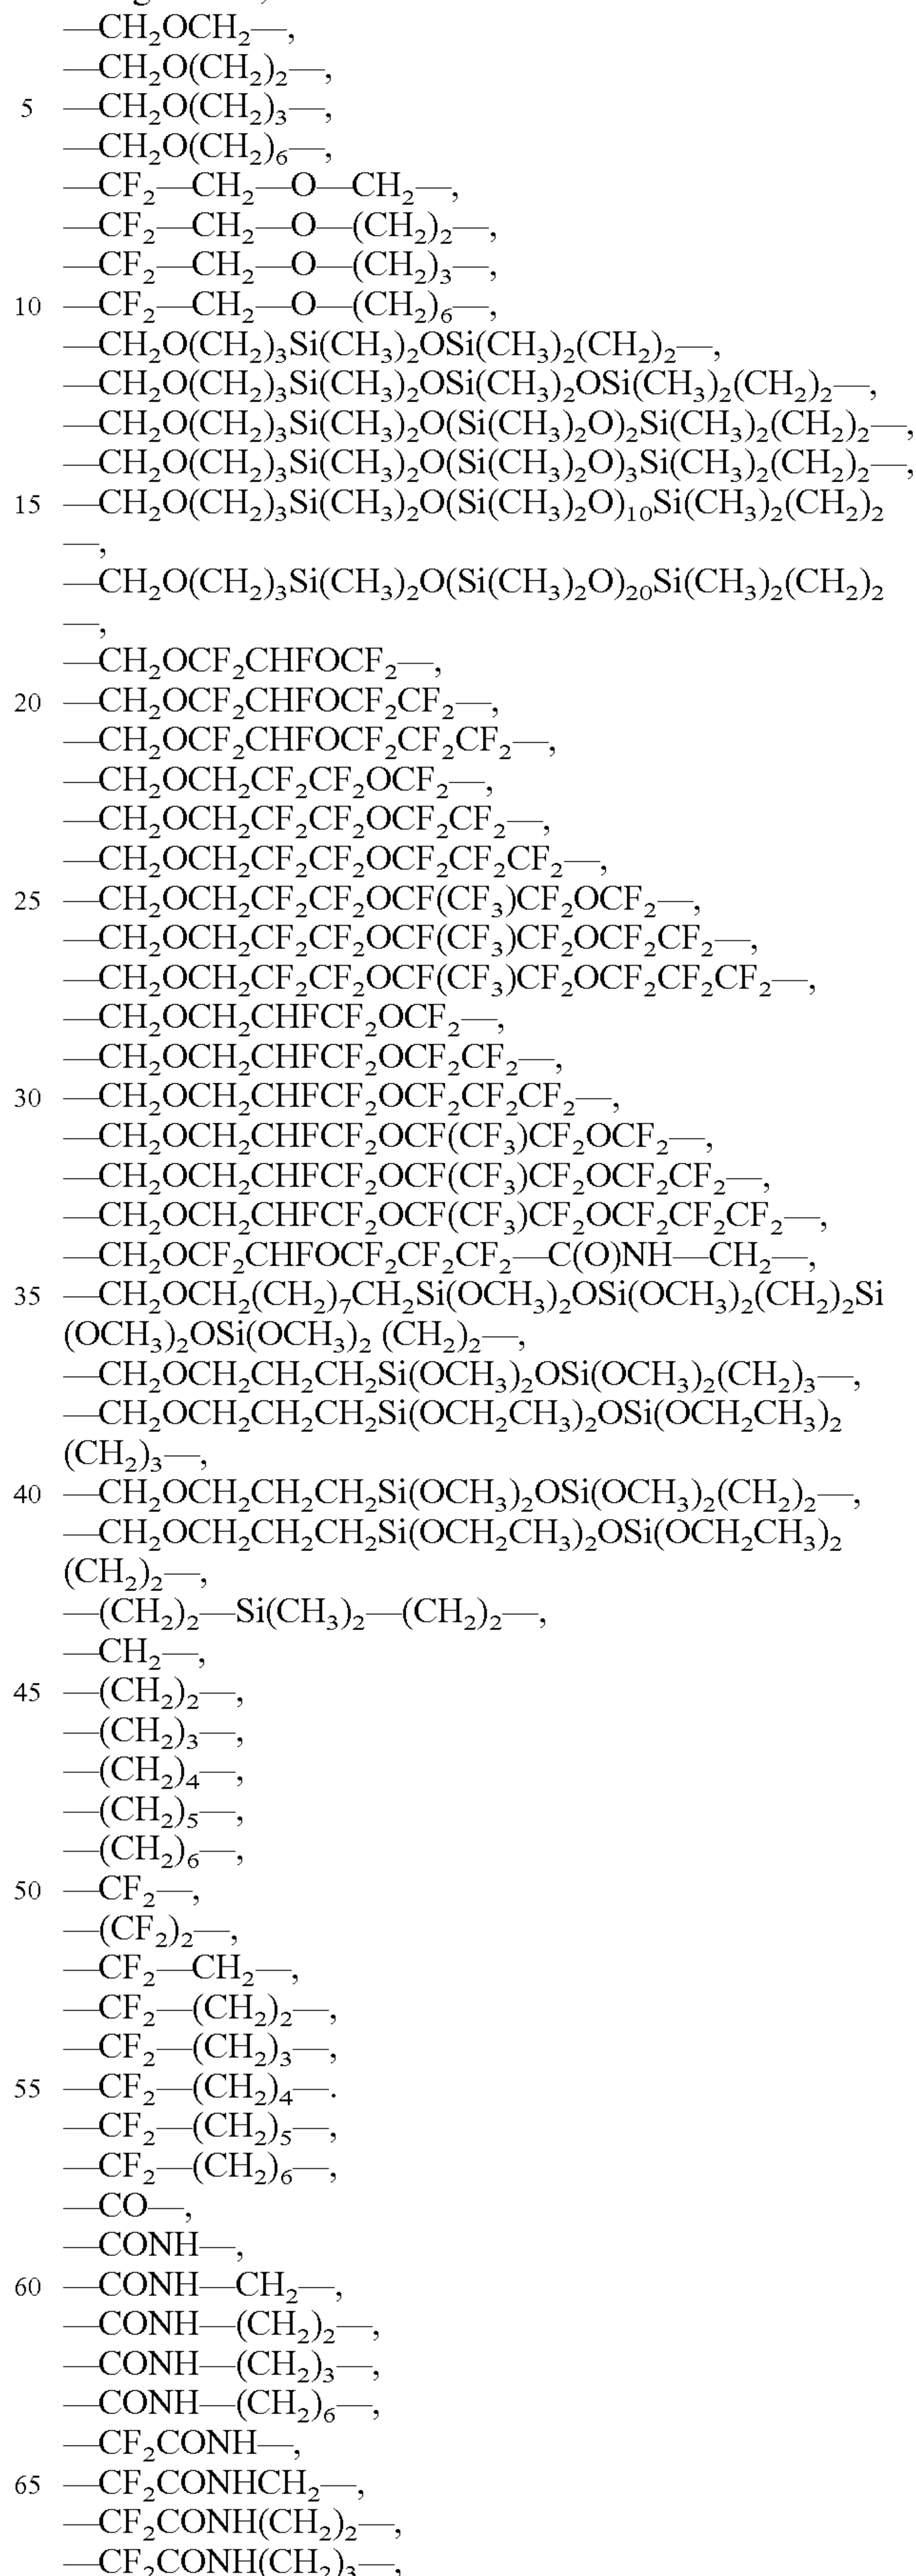 —CH₂OCH₂—,
—CH₂O(CH₂)₂—,
5 —CH₂O(CH₂)₃—,
—CH₂O(CH₂)₆—,
—CF₂—CH₂—O—CH₂—,
—CF₂—CH₂—O—(CH₂)₂—,
—CF₂—CH₂—O—(CH₂)₃—,
10 —CF₂—CH₂—O—(CH₂)₆—,
—CH₂O(CH₂)₃Si(CH₃)₂OSi(CH₃)₂(CH₂)₂—,
—CH₂O(CH₂)₃Si(CH₃)₂OSi(CH₃)₂OSi(CH₃)₂(CH₂)₂—,
—CH₂O(CH₂)₃Si(CH₃)₂O(Si(CH₃)₂O)₂Si(CH₃)₂(CH₂)₂—,
—CH₂O(CH₂)₃Si(CH₃)₂O(Si(CH₃)₂O)₃Si(CH₃)₂(CH₂)₂—,
15 —CH₂O(CH₂)₃Si(CH₃)₂O(Si(CH₃)₂O)₁₀Si(CH₃)₂(CH₂)₂
—,
—CH₂O(CH₂)₃Si(CH₃)₂O(Si(CH₃)₂O)₂₀Si(CH₃)₂(CH₂)₂
—,
—CH₂OCF₂CHFOCF₂—,
20 —CH₂OCF₂CHFOCF₂CF₂—,
—CH₂OCF₂CHFOCF₂CF₂CF₂—,
—CH₂OCH₂CF₂CF₂OCF₂—,
—CH₂OCH₂CF₂CF₂OCF₂CF₂—,
—CH₂OCH₂CF₂CF₂OCF₂CF₂CF₂—,
25 —CH₂OCH₂CF₂CF₂OCF(CF₃)CF₂OCF₂—,
—CH₂OCH₂CF₂CF₂OCF(CF₃)CF₂OCF₂CF₂—,
—CH₂OCH₂CF₂CF₂OCF(CF₃)CF₂OCF₂CF₂CF₂—,
—CH₂OCH₂CHFCF₂OCF₂—,
—CH₂OCH₂CHFCF₂OCF₂CF₂—,
30 —CH₂OCH₂CHFCF₂OCF₂CF₂CF₂—,
—CH₂OCH₂CHFCF₂OCF(CF₃)CF₂OCF₂—,
—CH₂OCH₂CHFCF₂OCF(CF₃)CF₂OCF₂CF₂—,
—CH₂OCH₂CHFCF₂OCF(CF₃)CF₂OCF₂CF₂CF₂—,
—CH₂OCF₂CHFOCF₂CF₂CF₂—C(O)NH—CH₂—,
35 —CH₂OCH₂(CH₂)₇CH₂Si(OCH₃)₂OSi(OCH₃)₂(CH₂)₂Si
(OCH₃)₂OSi(OCH₃)₂ (CH₂)₂—,
—CH₂OCH₂CH₂CH₂Si(OCH₃)₂OSi(OCH₃)₂(CH₂)₃—,
—CH₂OCH₂CH₂CH₂Si(OCH₂CH₃)₂OSi(OCH₂CH₃)₂
(CH₂)₃—,
40 —CH₂OCH₂CH₂CH₂Si(OCH₃)₂OSi(OCH₃)₂(CH₂)₂—,
—CH₂OCH₂CH₂CH₂Si(OCH₂CH₃)₂OSi(OCH₂CH₃)₂
(CH₂)₂—,
—(CH₂)₂—Si(CH₃)₂—(CH₂)₂—,
—CH₂—,
45 —(CH₂)₂—,
—(CH₂)₃—,
—(CH₂)₄—,
—(CH₂)₅—,
—(CH₂)₆—,
50 —CF₂—,
—(CF₂)₂—,
—CF₂—CH₂—,
—CF₂—(CH₂)₂—,
—CF₂—(CH₂)₃—,
55 —CF₂—(CH₂)₄—.
—CF₂—(CH₂)₅—,
—CF₂—(CH₂)₆—,
—CO—,
—CONH—,
60 —CONH—CH₂—,
—CONH—(CH₂)₂—,
—CONH—(CH₂)₃—,
—CONH—(CH₂)₆—,
—CF₂CONH—,
65 —CF₂CONHCH₂—,
—CF₂CONH(CH₂)₂—,
—CF₂CONH(CH₂)₃—,